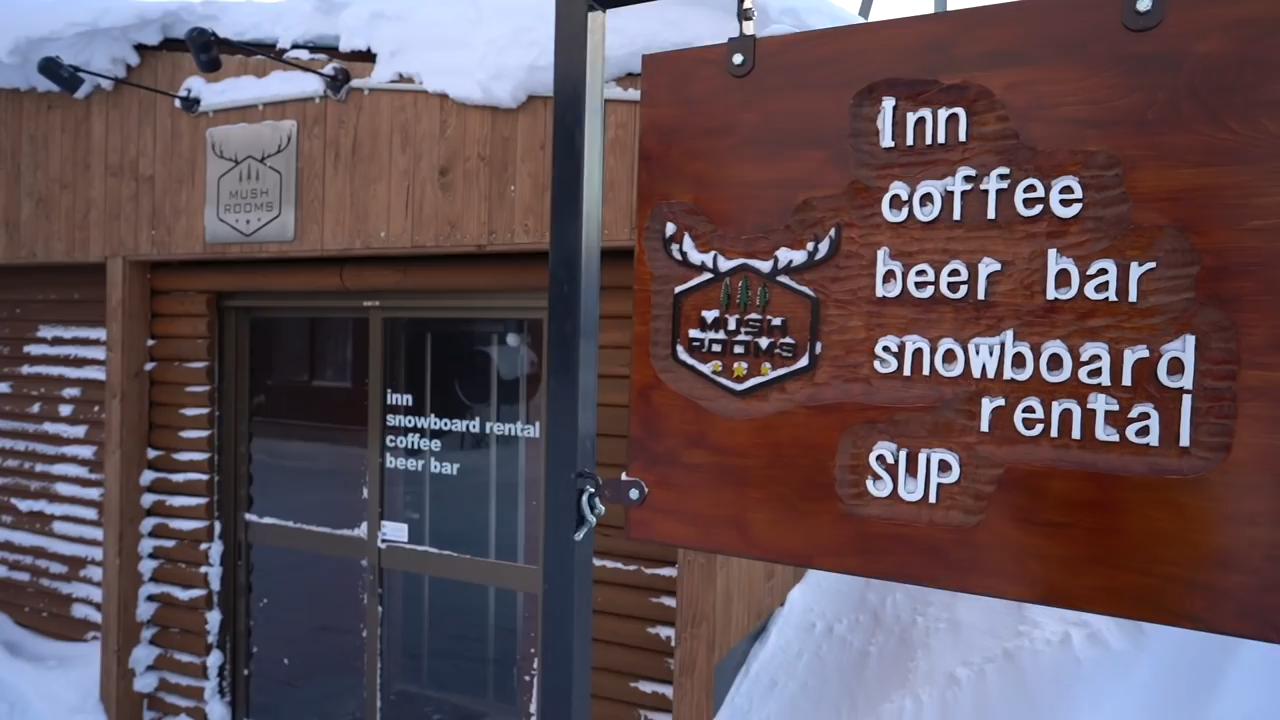 MUSH
ROOMS
inn
snowboard rental
coffee
beer bar
MUSH
ROOMS
Inn
coffee
beer bar
snowboard
rental
SUP